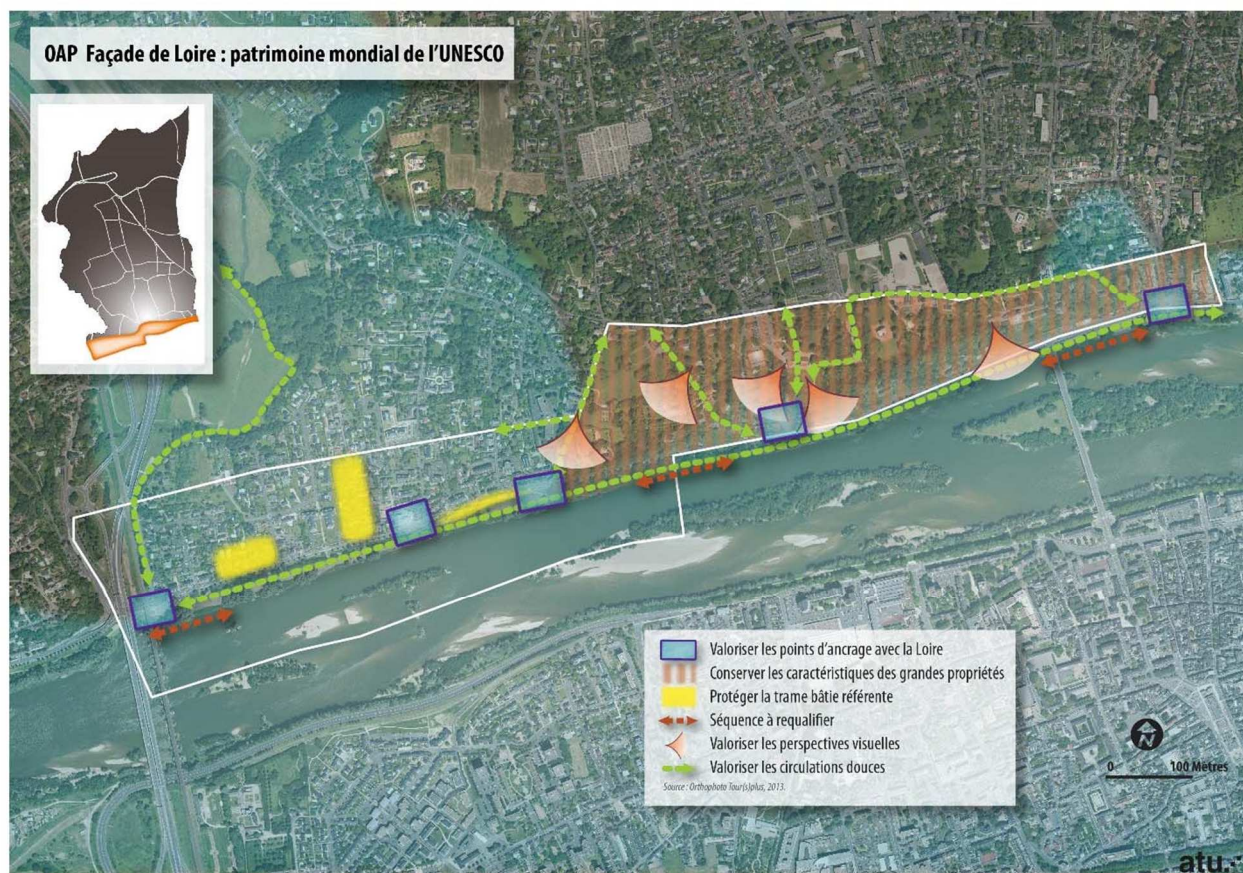 OAP Façade de Loire : patrimoine mondial de l'UNESCO
Valoriser les points d'ancrage avec la Loire
Conserver les caractéristiques des grandes propriétés
Protéger la trame bâtie référente
Séquence à requalifier
Valoriser les perspectives visuelles
Valoriser les circulations douces
Source : Orthophoto Tour(s)plus, 2013.
N
0 100 Mètres
atu.